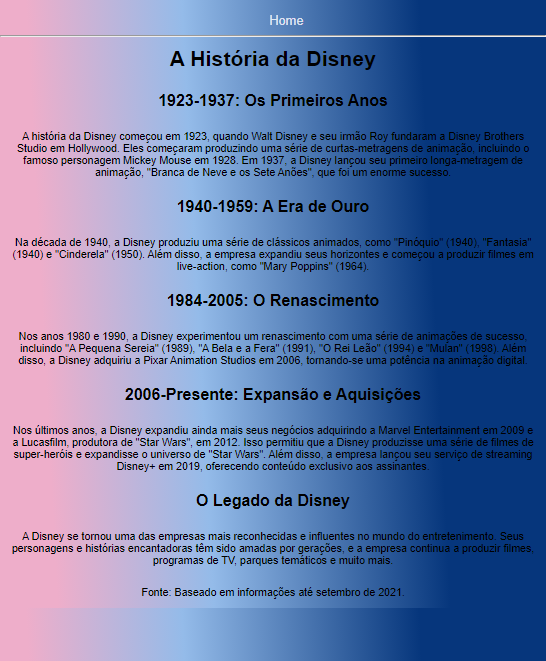 Home
A História da Disney
1923-1937: Os Primeiros Anos
A história da Disney começou em 1923, quando Walt Disney e seu irmão Roy fundaram a Disney Brothers
Studio em Hollywood. Eles começaram produzindo uma série de curtas-metragens de animação, incluindo o
famoso personagem Mickey Mouse em 1928. Em 1937, a Disney lançou seu primeiro longa-metragem de
animação, "Branca de Neve e os Sete Anões", que foi um enorme sucesso.
1940-1959: A Era de Ouro
Na década de 1940, a Disney produziu uma série de clássicos animados, como "Pinóquio" (1940), "Fantasia"
(1940) e "Cinderela" (1950). Além disso, a empresa expandiu seus horizontes e começou a produzir filmes em
live-action, como "Mary Poppins" (1964).
1984-2005: O Renascimento
Nos anos 1980 e 1990, a Disney experimentou um renascimento com uma série de animações de sucesso,
incluindo "A Pequena Sereia" (1989), "A Bela e a Fera" (1991), "O Rei Leão" (1994) e "Mulan" (1998). Além
disso, a Disney adquiriu a Pixar Animation Studios em 2006, tornando-se uma potência na animação digital.
2006-Presente: Expansão e Aquisições
Nos últimos anos, a Disney expandiu ainda mais seus negócios adquirindo a Marvel Entertainment em 2009 e
a Lucasfilm, produtora de "Star Wars", em 2012. Isso permitiu que a Disney produzisse uma série de filmes de
super-heróis e expandisse o universo de "Star Wars". Além disso, a empresa lançou seu serviço de streaming
Disney+ em 2019, oferecendo conteúdo exclusivo aos assinantes.
O Legado da Disney
A Disney se tornou uma das empresas mais reconhecidas e influentes no mundo do entretenimento. Seus
personagens e histórias encantadoras têm sido amadas por gerações, e a empresa continua a produzir filmes,
programas de TV, parques temáticos e muito mais.
Fonte: Baseado em informações até setembro de 2021.